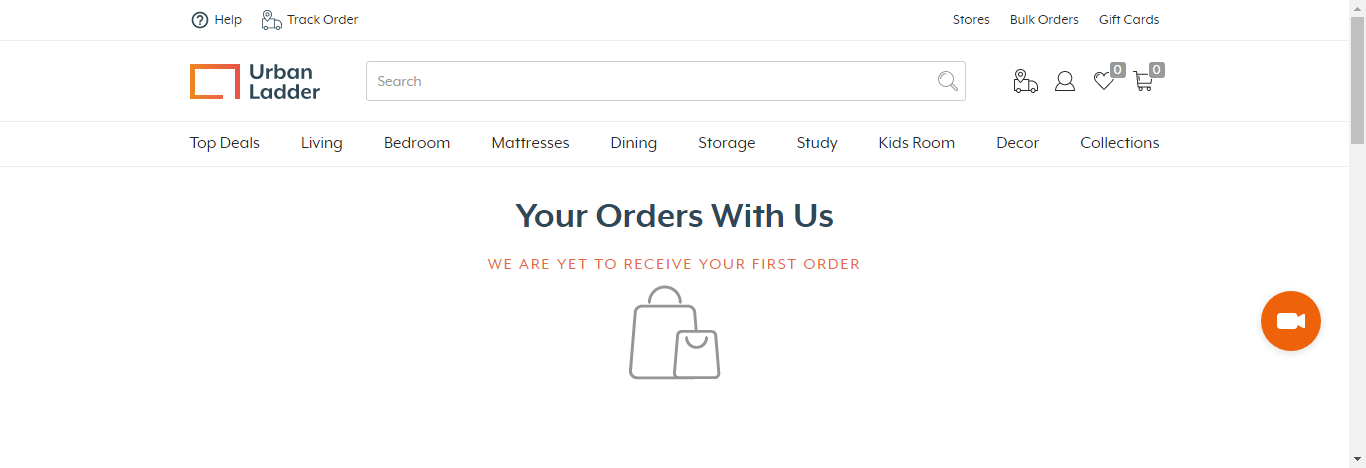 Help Track Order Stores Bulk Orders Gift Cards
Urban
Ladder
Search
0 0
Top Deals Living Bedroom Mattresses Dining Storage Study Kids Room Decor Collections
Your Orders With Us
WE ARE YET TO RECEIVE YOUR FIRST ORDER